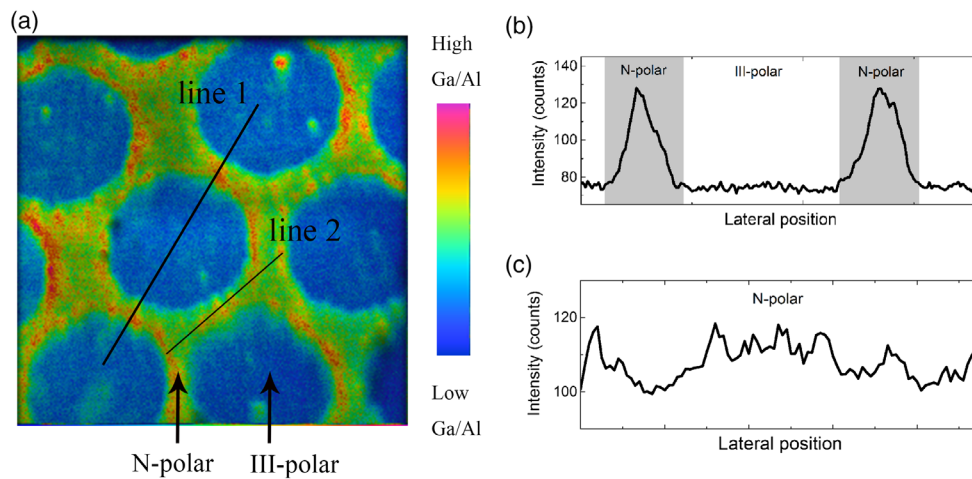 (a)
line 1
line 2
N-polar
III-polar
High
Ga/Al
Low
Ga/Al
(b)
Intensity (counts)
140
120
100
80
N-polar
III-polar
N-polar
Lateral position
(c)
Intensity (counts)
120
100
N-polar
Lateral position